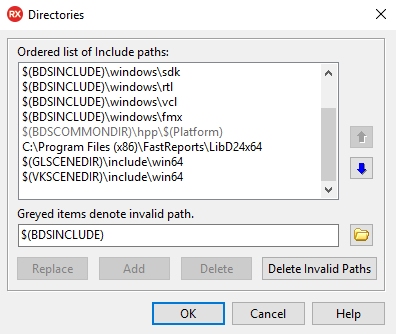 RX Directories
Ordered list of Include paths:
$(BDSINCLUDE)\windows\sdk
$(BDSINCLUDE)\windows\rtl
$(BDSINCLUDE)\windows\vcl
$(BDSINCLUDE)\windows\fmx
$(BDSCOMMONDIR)\hpp\$(Platform)
C:\Program Files (x86)\FastReports\LibD24x64
$(GLSCENEDIR)\include\win64
$(VKSCENEDIR)\include\win64
Greyed items denote invalid path.
$(BDSINCLUDE)
Replace Add Delete Delete Invalid Paths
OK Cancel Help